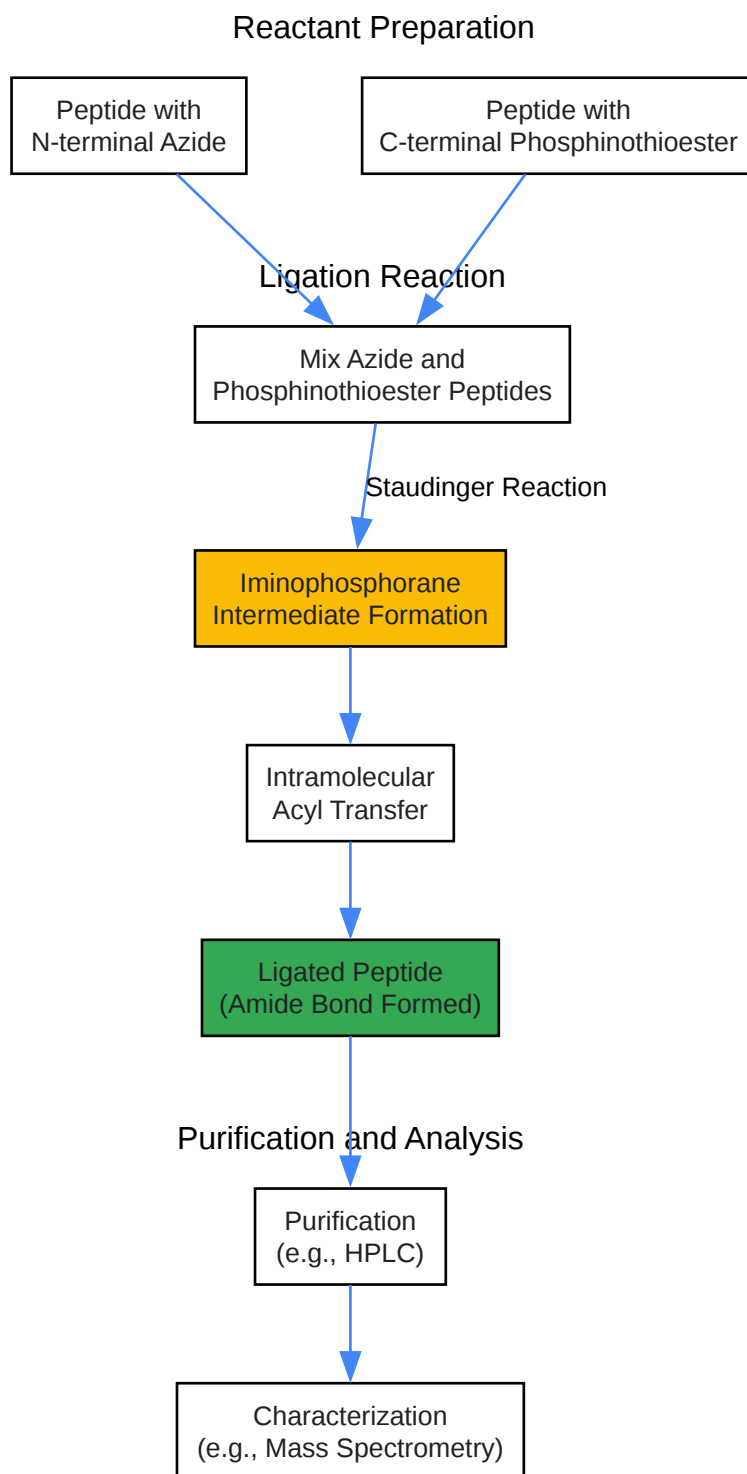 Reactant Preparation
Peptide with
N-terminal Azide
Peptide with
C-terminal Phosphinothioester
Ligation Reaction
Mix Azide and
Phosphinothioester Peptides
Staudinger Reaction
Iminophosphorane
Intermediate Formation
Intramolecular
Acyl Transfer
Ligated Peptide
(Amide Bond Formed)
Purification and Analysis
Purification
(e.g., HPLC)
Characterization
(e.g., Mass Spectrometry)